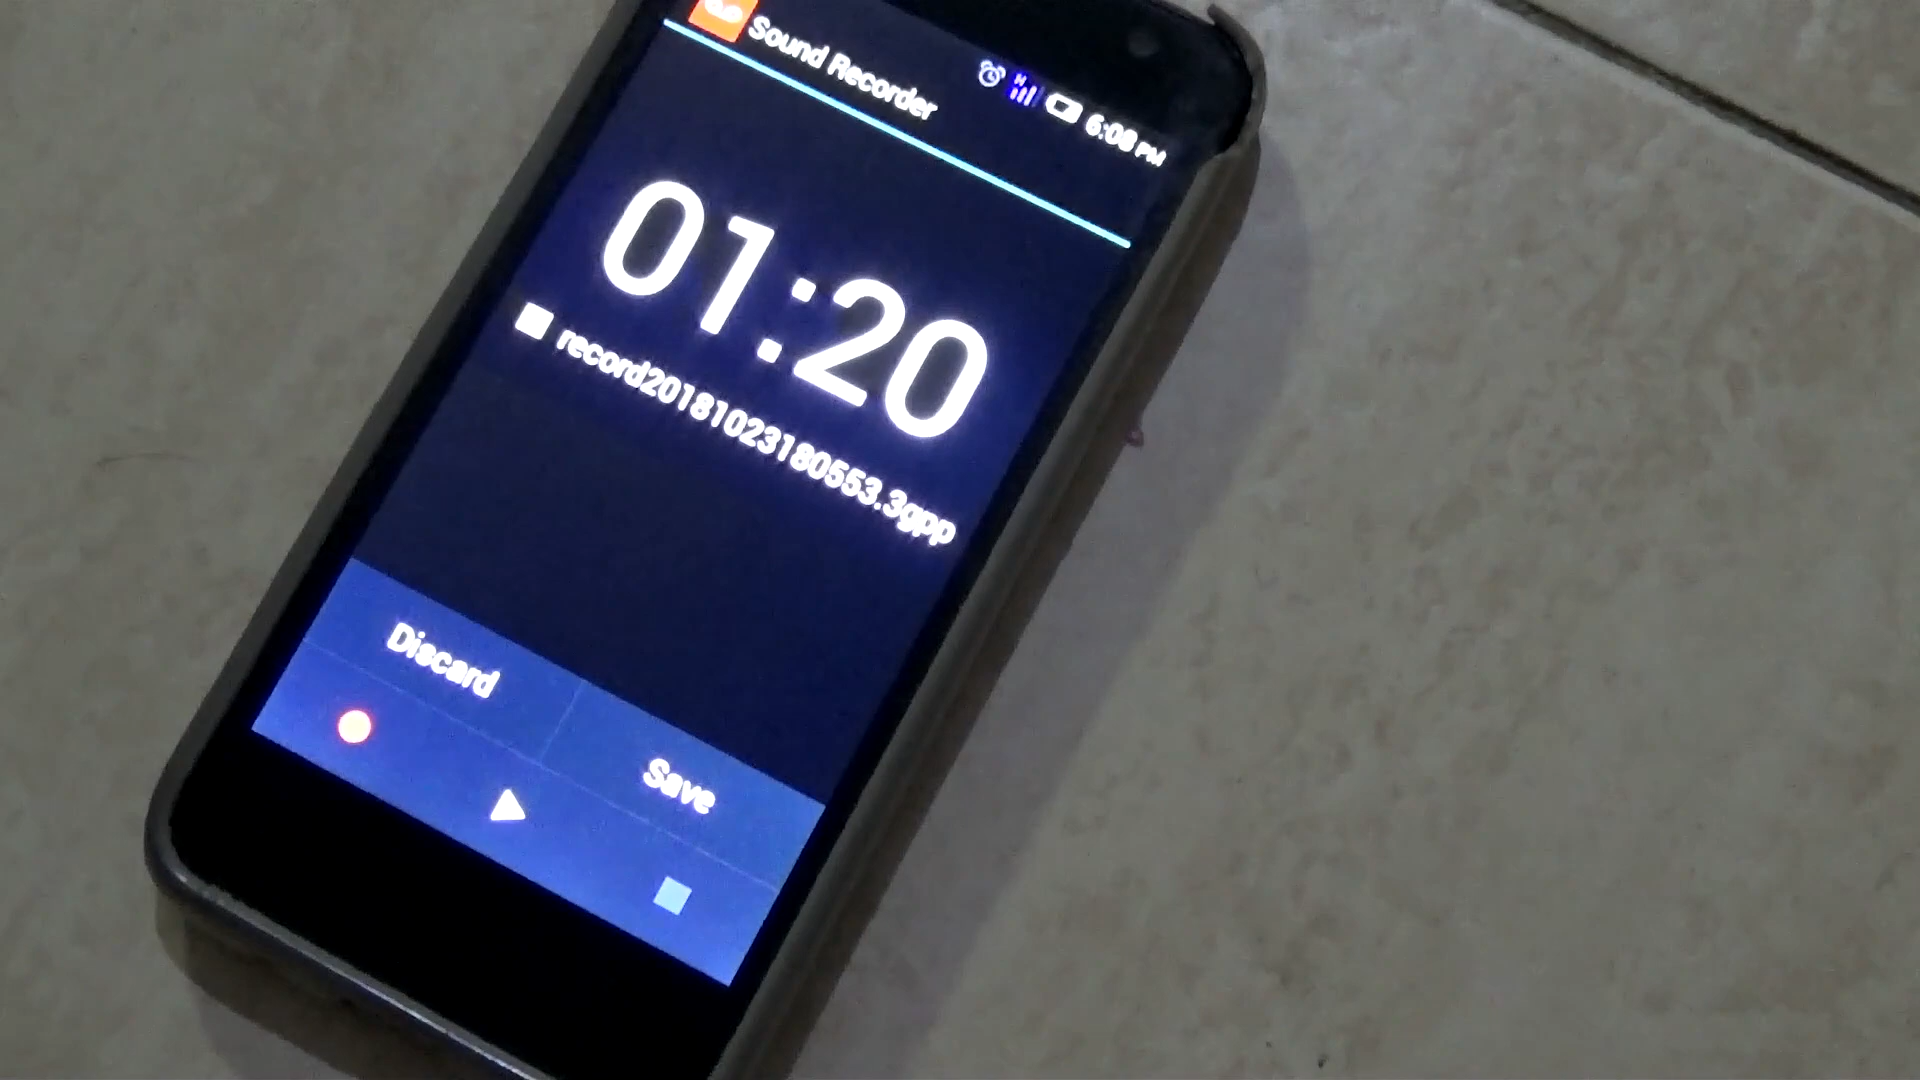 Sound Recorder
6:08 PM
01:20
record20181023180553.3gpp
Discard
Save